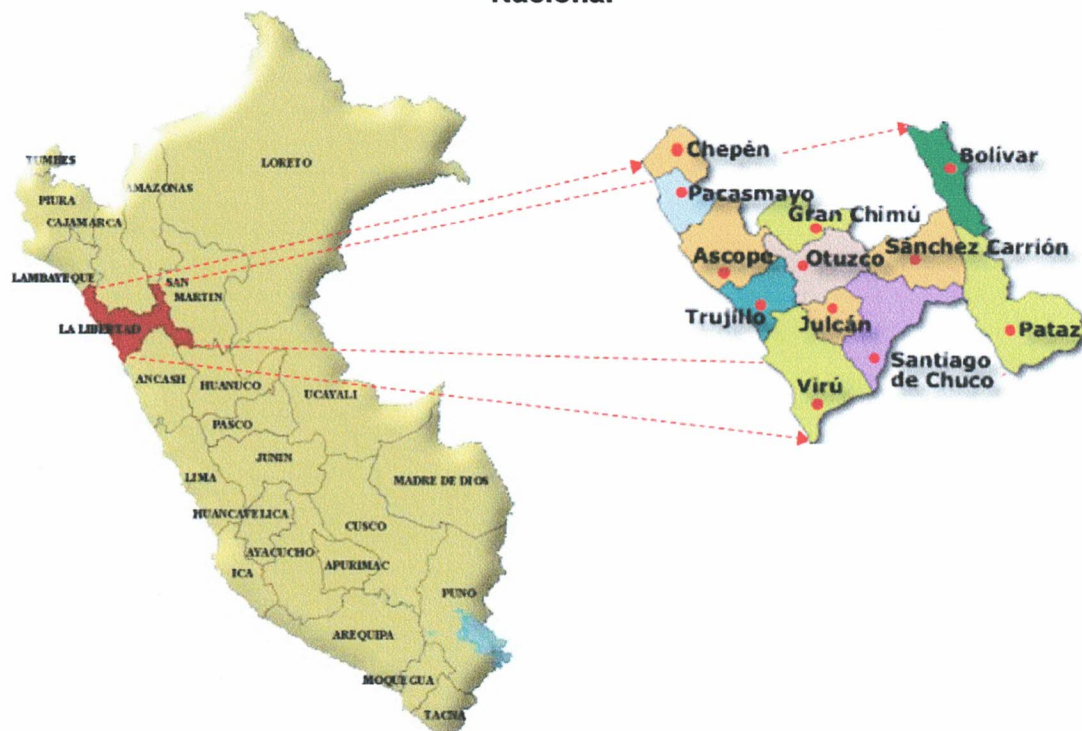 Nacional
TUMBES
PIURA
CAJAMARCA
AMAZONAS
LORETO
LAMBAYEQUE
SAN
MARTIN
LA LIBERTAD
ANCASH
HUANUCO
UCAYALI
PASCO
JUNIN
LIMA
MADRE DE DIOS
HUANCAVELICA
CUSCO
AYACUCHO
APURIMAC
ICA
PUNO
AREQUIPA
MOQUEGUA
TACNA
Chepén
Bolívar
Pacasmayo
Gran Chimú
Ascope
Otuzco
Sánchez Carrión
Trujillo
Julcán
Pataz
Santiago
de Chuco
Virú